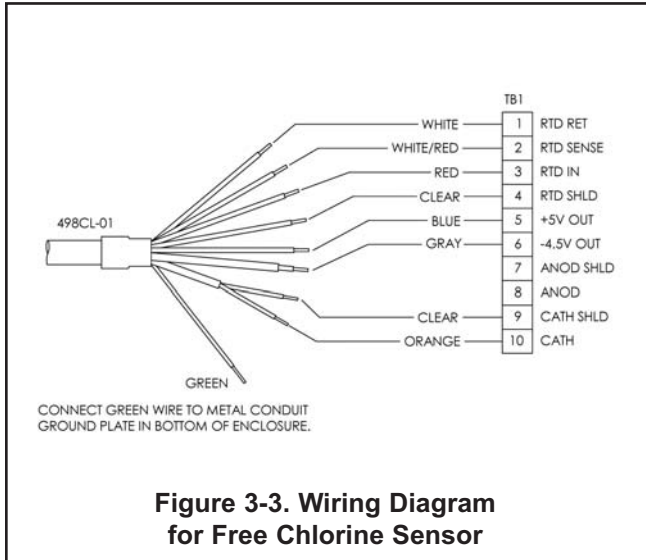 TB1
WHITE 1 RTD RET
WHITE/RED 2 RTD SENSE
RED 3 RTD IN
CLEAR 4 RTD SHLD
498CL-01
BLUE 5 +5V OUT
GRAY 6 -4.5V OUT
7 ANOD SHLD
8 ANOD
CLEAR 9 CATH SHLD
ORANGE 10 CATH
GREEN
CONNECT GREEN WIRE TO METAL CONDUIT
GROUND PLATE IN BOTTOM OF ENCLOSURE.
Figure 3-3. Wiring Diagram
for Free Chlorine Sensor